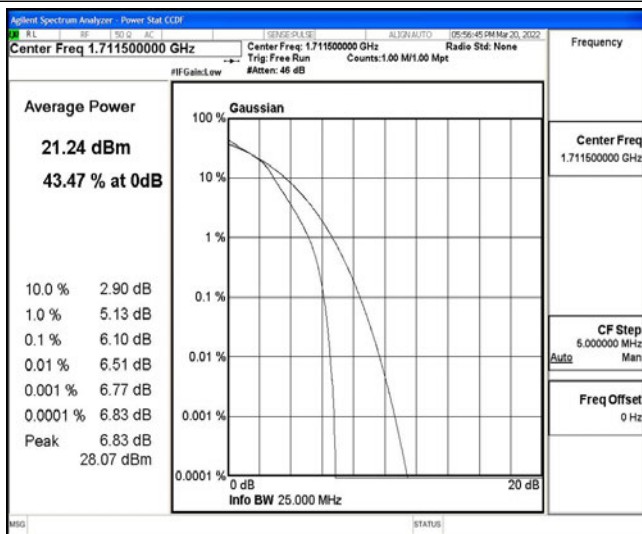 Agilent Spectrum Analyzer - Power Stat CCDF
RL RF 50 Ω AC SENSE:PULSE ALIGN AUTO 05:56:45 PM Mar 20, 2022
Center Freq 1.711500000 GHz
Center Freq: 1.711500000 GHz
Radio Std: None
Trig: Free Run
Counts:1.00 M/1.00 Mpt
#IFGain:Low
#Atten: 46 dB
Frequency
Average Power
21.24 dBm
43.47 % at 0dB
10.0 % 2.90 dB
1.0 % 5.13 dB
0.1 % 6.10 dB
0.01 % 6.51 dB
0.001 % 6.77 dB
0.0001 % 6.83 dB
Peak 6.83 dB
28.07 dBm
Gaussian
100 %
10 %
1 %
0.1 %
0.01 %
0.001 %
0.0001 %
0 dB 20 dB
Info BW 25.000 MHz
Center Freq
1.711500000 GHz
CF Step
5.000000 MHz
Auto Man
Freq Offset
0 Hz
MSG STATUS